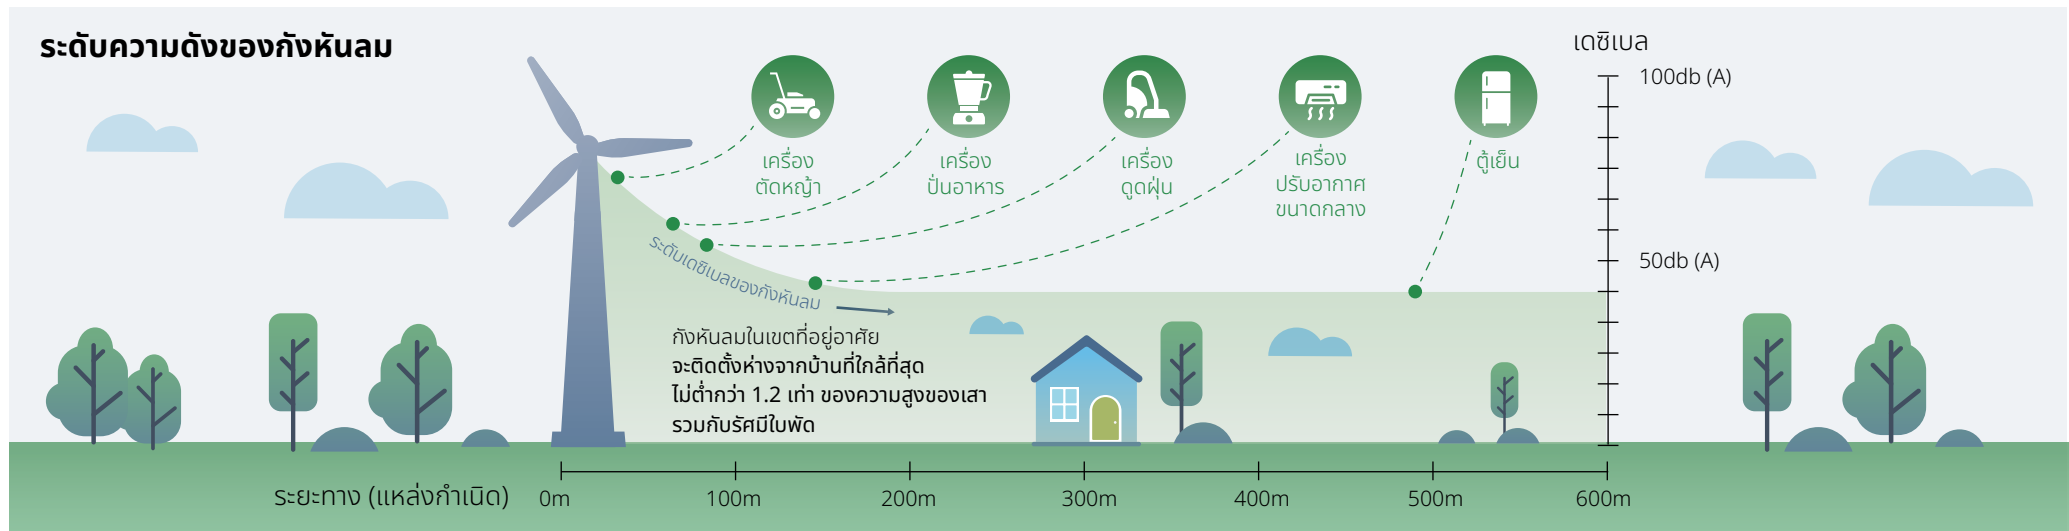 ระดับความดังของกังหันลม
เดซิเบล
100db (A)
50db (A)
เครื่อง
ตัดหญ้า
เครื่อง
ปั่นอาหาร
เครื่อง
ดูดฝุ่น
เครื่อง
ปรับอากาศ
ขนาดกลาง
ตู้เย็น
ระดับเดซิเบลของกังหันลม
กังหันลมในเขตที่อยู่อาศัย
จะติดตั้งห่างจากบ้านที่ใกล้ที่สุด
ไม่ต่ำกว่า 1.2 เท่า ของความสูงของเสา
รวมกับรัศมีใบพัด
ระยะทาง (แหล่งกำเนิด)
0m
100m
200m
300m
400m
500m
600m